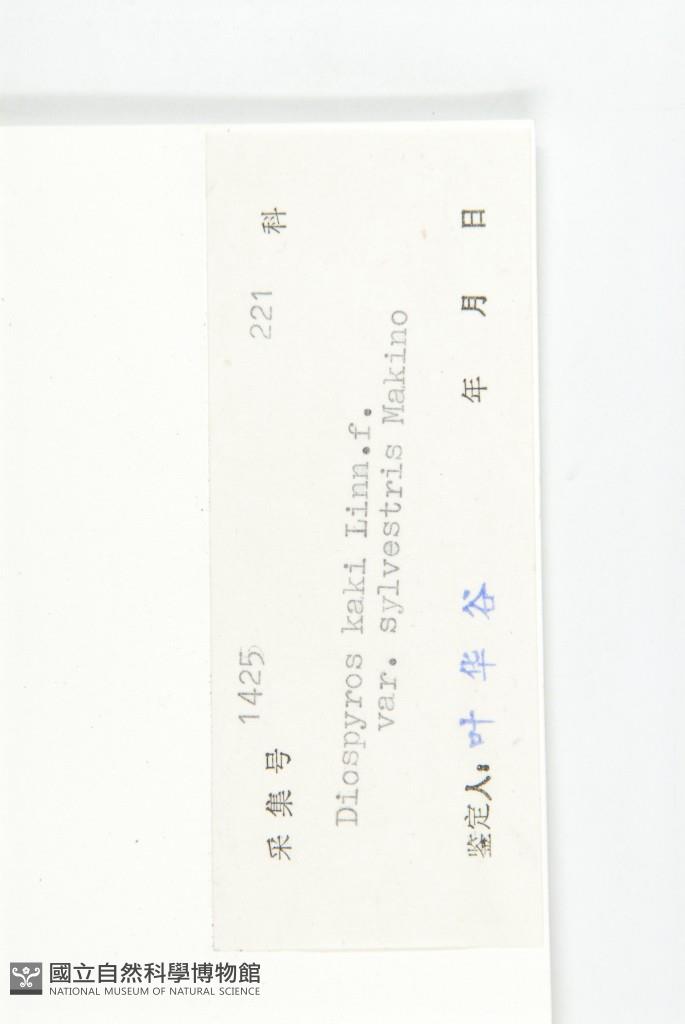 采集号 1425 221 科
Diospyros kaki Linn.f.
var. sylvestris Makino
鉴定人: 叶华谷 年 月 日
國立自然科學博物館
NATIONAL MUSEUM OF NATURAL SCIENCE